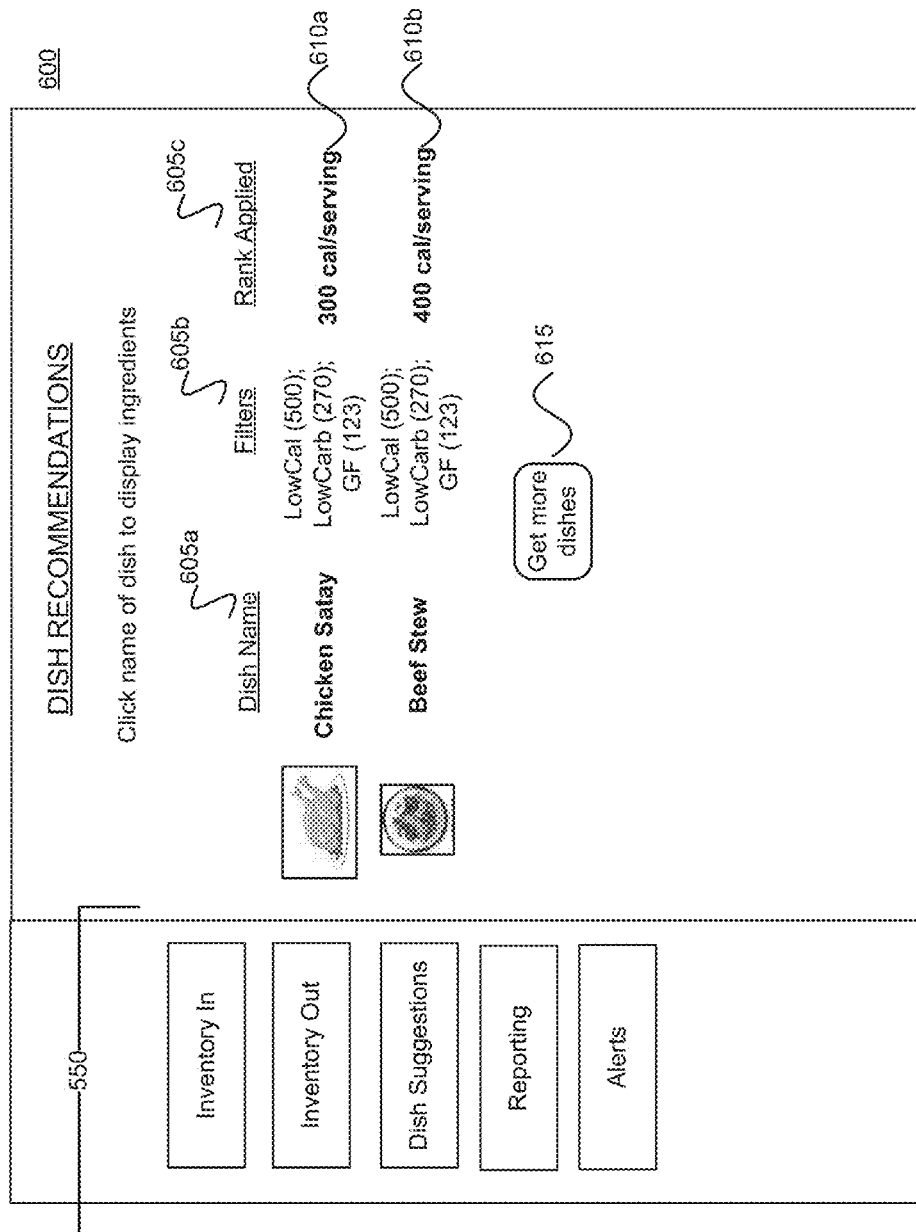 600
DISH RECOMMENDATIONS
Click name of dish to display ingredients
605a
605b
605c
Dish Name
Filters
Rank Applied
Chicken Satay
LowCal (500);
LowCarb (270);
GF (123)
300 cal/serving
610a
Beef Stew
LowCal (500);
LowCarb (270);
GF (123)
400 cal/serving
610b
Get more
dishes
615
550
Inventory In
Inventory Out
Dish Suggestions
Reporting
Alerts